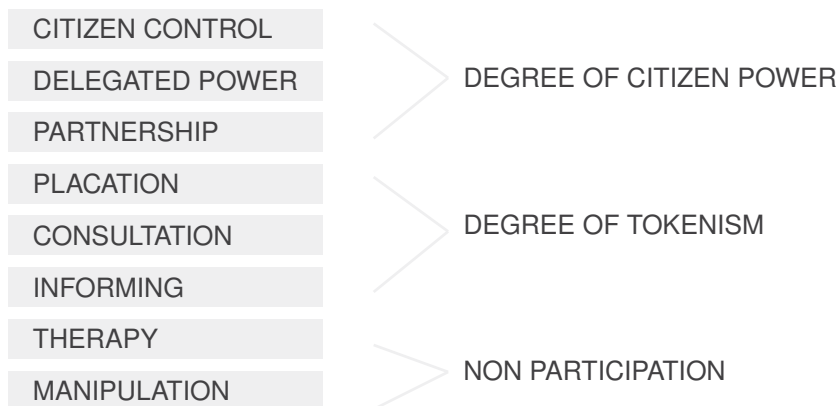 CITIZEN CONTROL
DELEGATED POWER
PARTNERSHIP
PLACATION
CONSULTATION
INFORMING
THERAPY
MANIPULATION
DEGREE OF CITIZEN POWER
DEGREE OF TOKENISM
NON PARTICIPATION